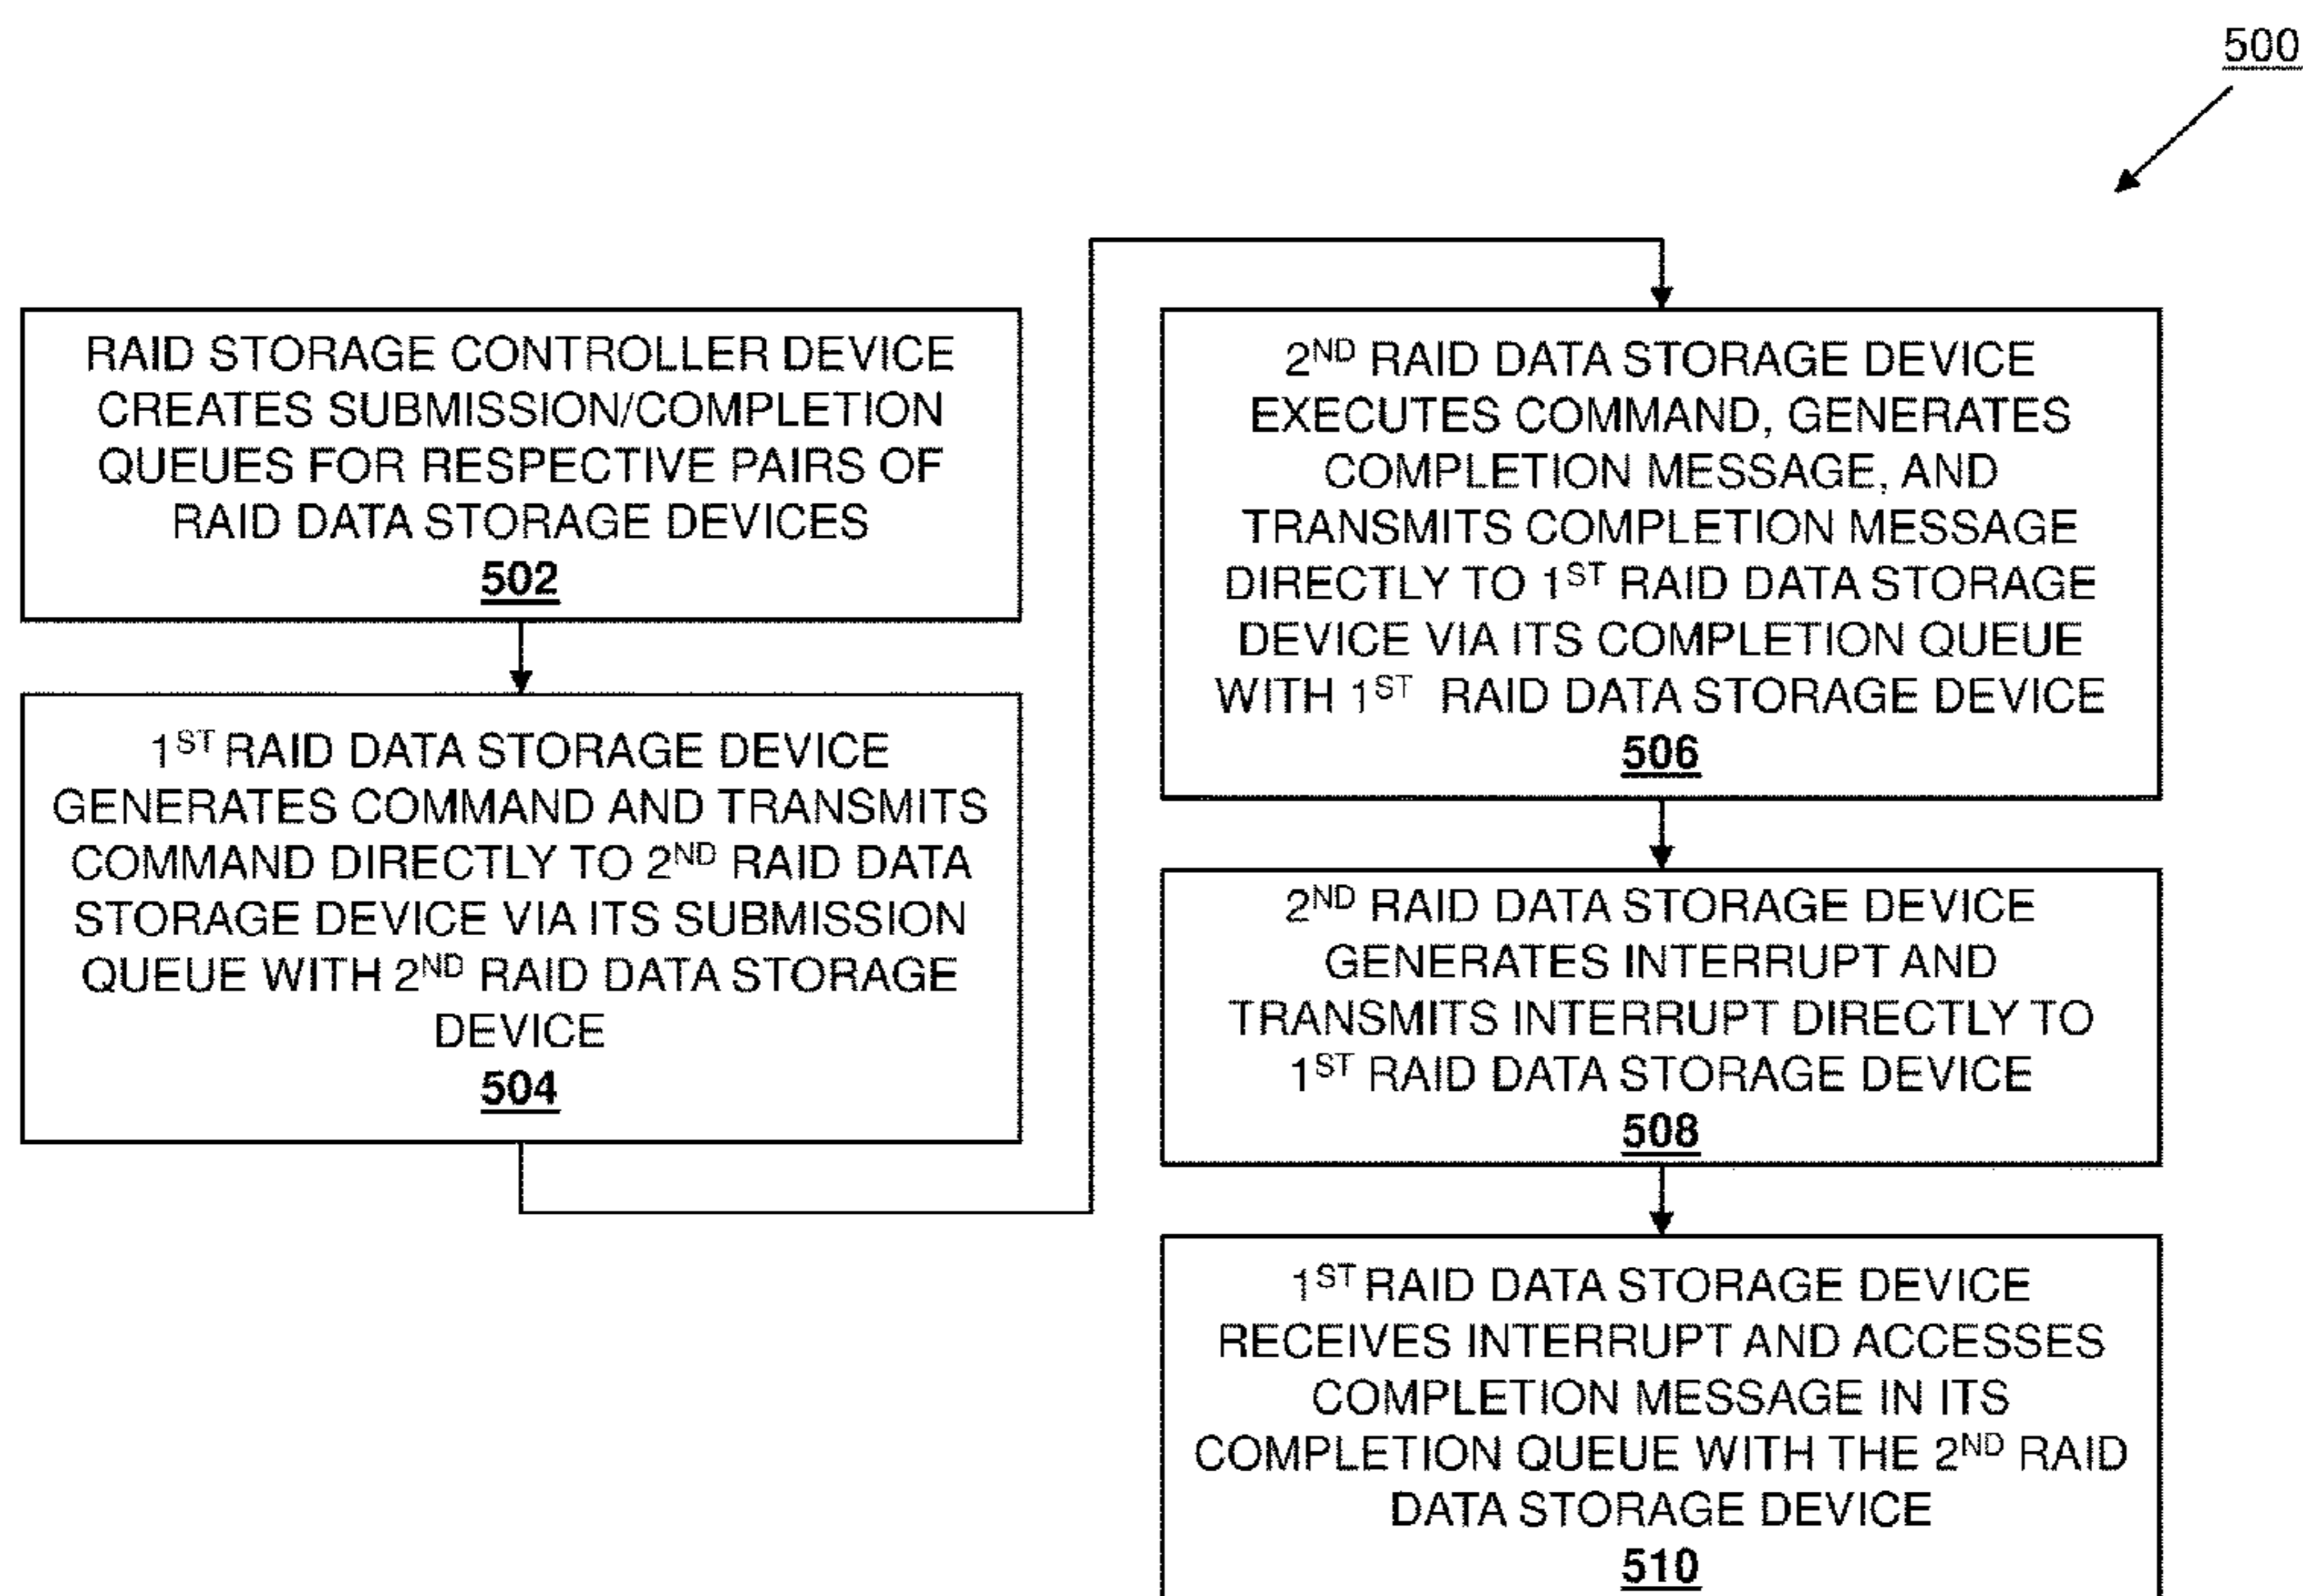 500
RAID STORAGE CONTROLLER DEVICE
CREATES SUBMISSION/COMPLETION
QUEUES FOR RESPECTIVE PAIRS OF
RAID DATA STORAGE DEVICES
502
1ST RAID DATA STORAGE DEVICE
GENERATES COMMAND AND TRANSMITS
COMMAND DIRECTLY TO 2ND RAID DATA
STORAGE DEVICE VIA ITS SUBMISSION
QUEUE WITH 2ND RAID DATA STORAGE
DEVICE
504
2ND RAID DATA STORAGE DEVICE
EXECUTES COMMAND, GENERATES
COMPLETION MESSAGE, AND
TRANSMITS COMPLETION MESSAGE
DIRECTLY TO 1ST RAID DATA STORAGE
DEVICE VIA ITS COMPLETION QUEUE
WITH 1ST RAID DATA STORAGE DEVICE
506
2ND RAID DATA STORAGE DEVICE
GENERATES INTERRUPT AND
TRANSMITS INTERRUPT DIRECTLY TO
1ST RAID DATA STORAGE DEVICE
508
1ST RAID DATA STORAGE DEVICE
RECEIVES INTERRUPT AND ACCESSES
COMPLETION MESSAGE IN ITS
COMPLETION QUEUE WITH THE 2ND RAID
DATA STORAGE DEVICE
510